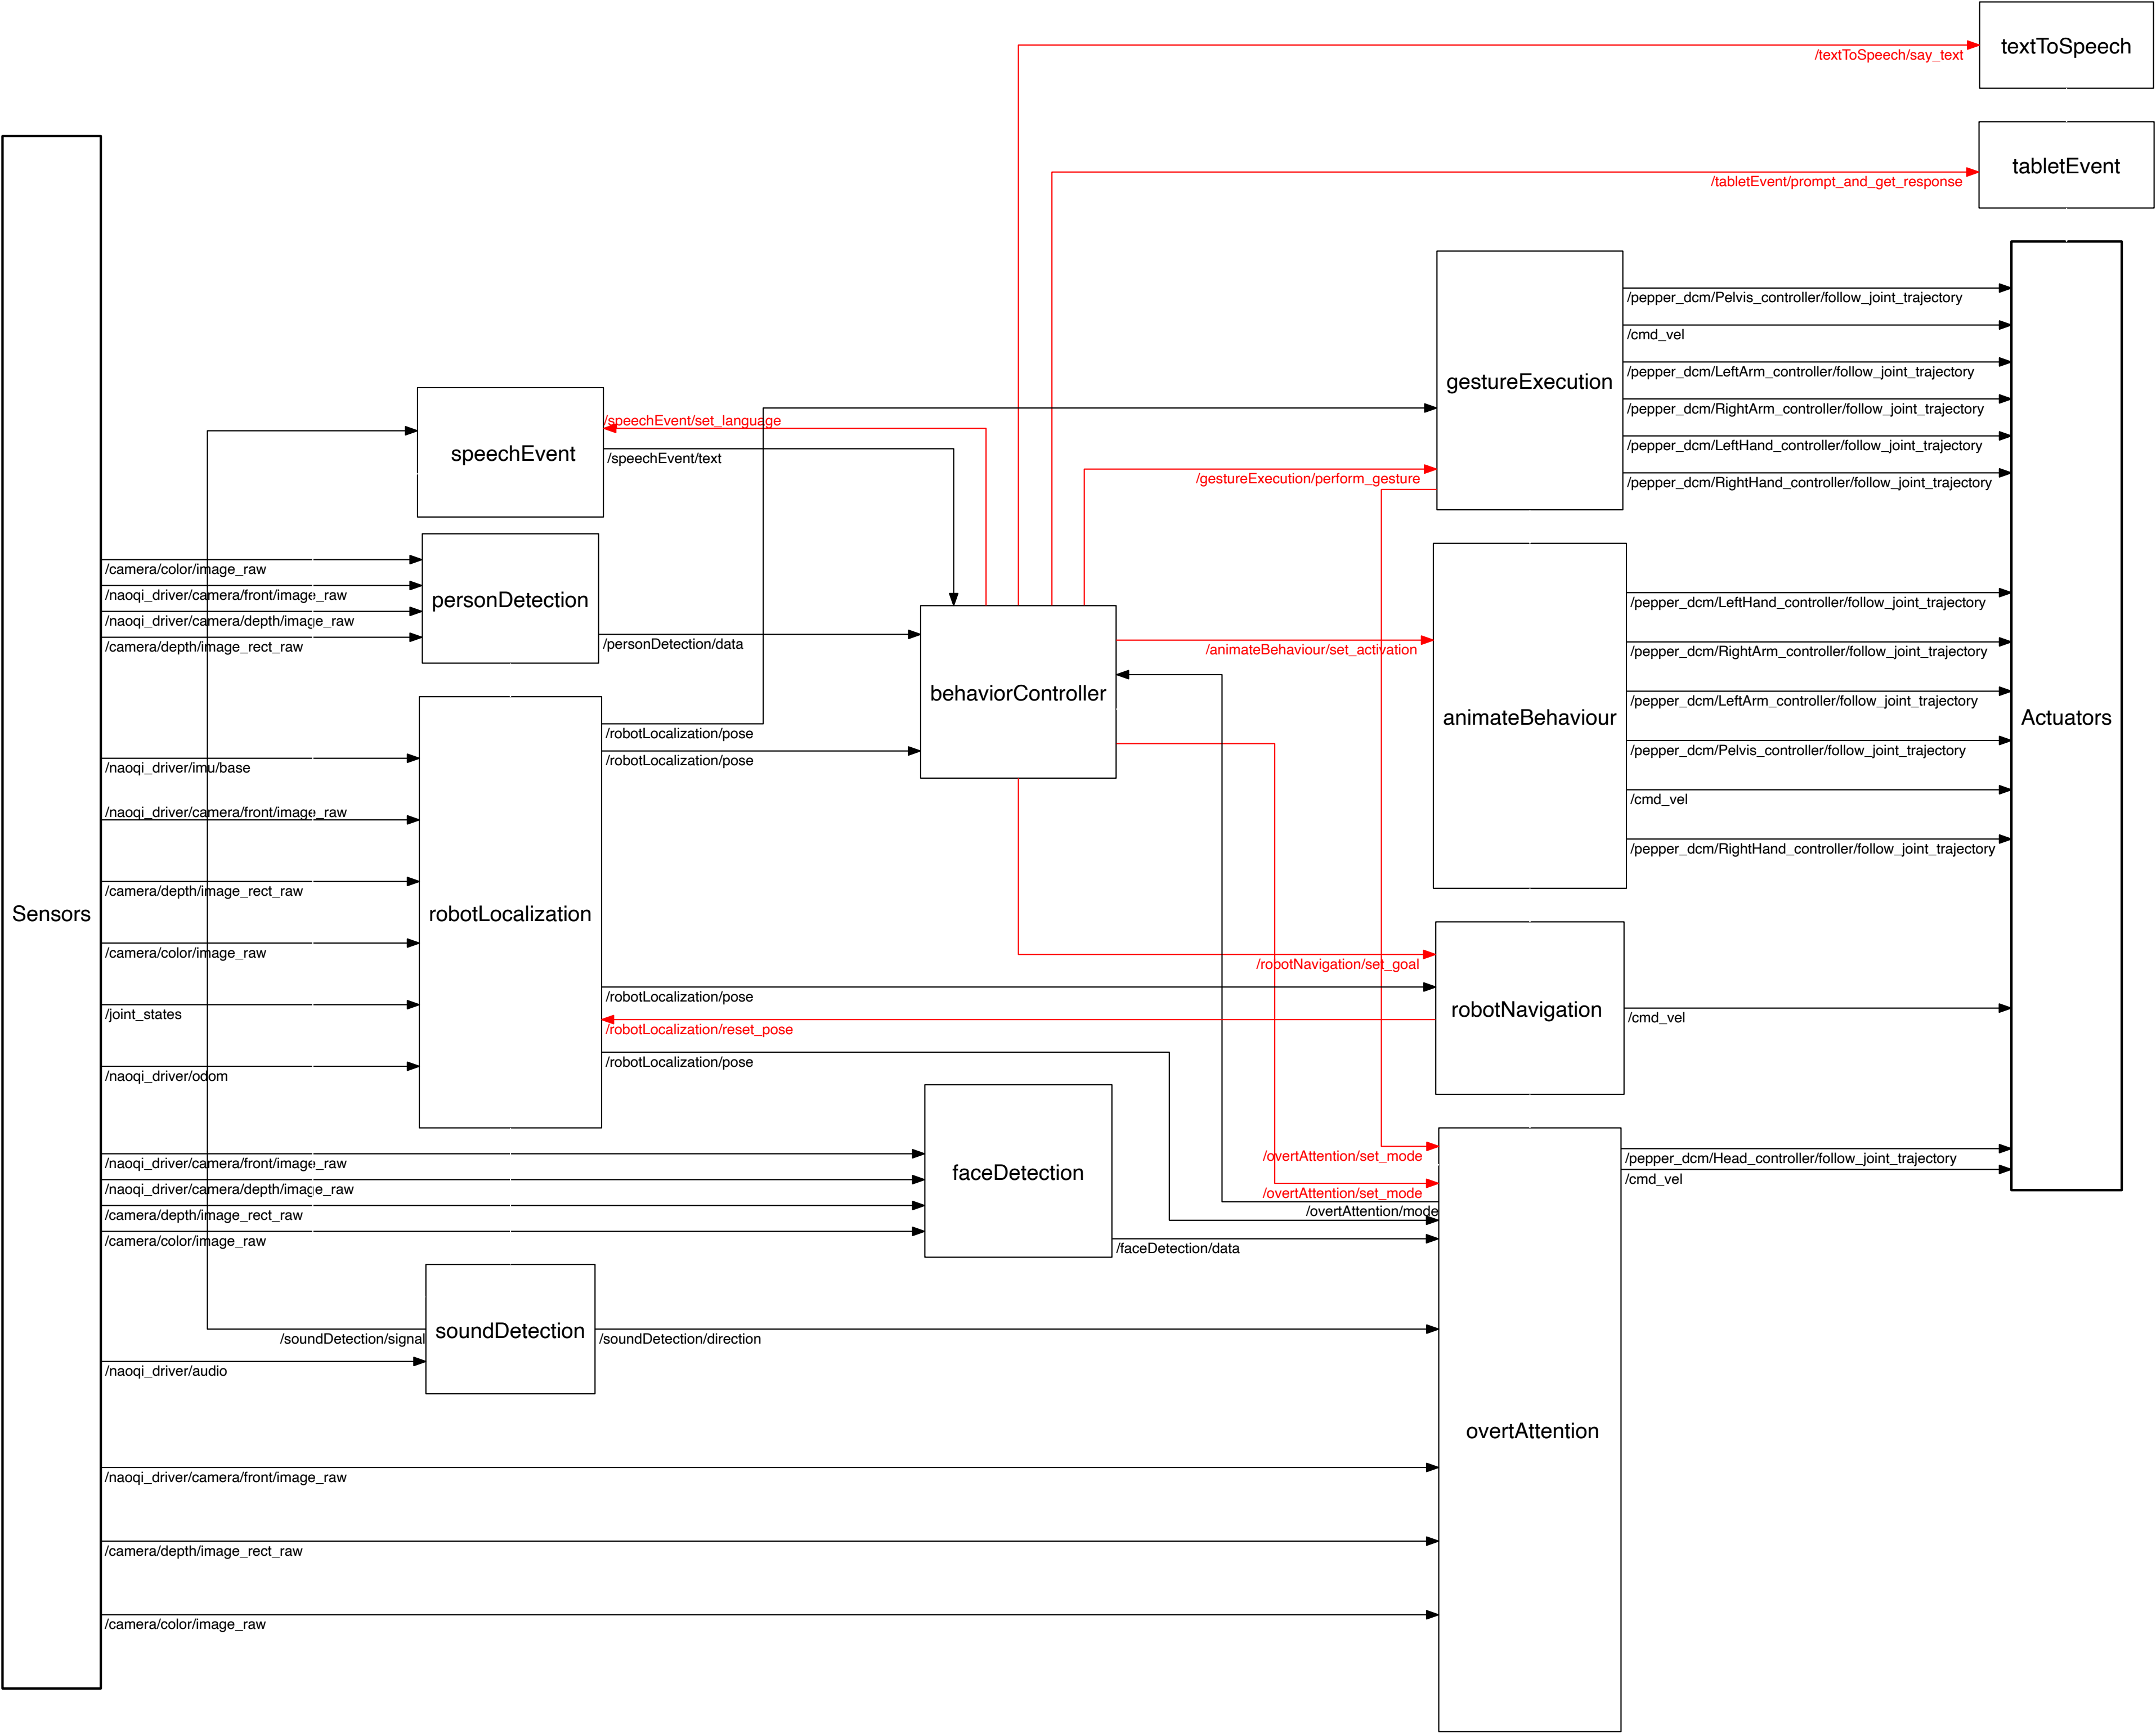 textToSpeech
/textToSpeech/say_text
tabletEvent
/tabletEvent/prompt_and_get_response
Sensors
Actuators
gestureExecution
/pepper_dcm/Pelvis_controller/follow_joint_trajectory
/cmd_vel
/pepper_dcm/LeftArm_controller/follow_joint_trajectory
/pepper_dcm/RightArm_controller/follow_joint_trajectory
/pepper_dcm/LeftHand_controller/follow_joint_trajectory
/pepper_dcm/RightHand_controller/follow_joint_trajectory
speechEvent
/speechEvent/set_language
/speechEvent/text
/gestureExecution/perform_gesture
/camera/color/image_raw
/naoqi_driver/camera/front/image_raw
/naoqi_driver/camera/depth/image_raw
/camera/depth/image_rect_raw
personDetection
/personDetection/data
behaviorController
/animateBehaviour/set_activation
animateBehaviour
/pepper_dcm/LeftHand_controller/follow_joint_trajectory
/pepper_dcm/RightArm_controller/follow_joint_trajectory
/pepper_dcm/LeftArm_controller/follow_joint_trajectory
/pepper_dcm/Pelvis_controller/follow_joint_trajectory
/cmd_vel
/pepper_dcm/RightHand_controller/follow_joint_trajectory
/robotLocalization/pose
/robotLocalization/pose
/naoqi_driver/imu/base
/naoqi_driver/camera/front/image_raw
/camera/depth/image_rect_raw
/camera/color/image_raw
/joint_states
/naoqi_driver/odom
robotLocalization
/robotNavigation/set_goal
/robotLocalization/pose
/robotLocalization/reset_pose
/robotLocalization/pose
robotNavigation
/cmd_vel
/naoqi_driver/camera/front/image_raw
/naoqi_driver/camera/depth/image_raw
/camera/depth/image_rect_raw
/camera/color/image_raw
faceDetection
/overtAttention/set_mode
/overtAttention/set_mode
/overtAttention/mode
/faceDetection/data
/pepper_dcm/Head_controller/follow_joint_trajectory
/cmd_vel
/soundDetection/signal
soundDetection
/soundDetection/direction
/naoqi_driver/audio
overtAttention
/naoqi_driver/camera/front/image_raw
/camera/depth/image_rect_raw
/camera/color/image_raw